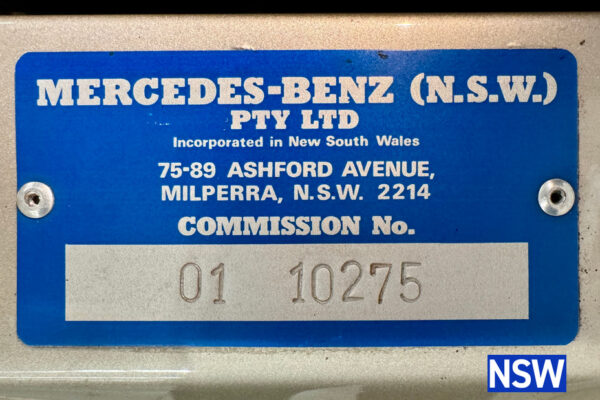 MERCEDES-BENZ (N.S.W.)
PTY LTD
Incorporated in New South Wales
75-89 ASHFORD AVENUE,
MILPERRA, N.S.W. 2214
COMMISSION No.
01 10275
NSW